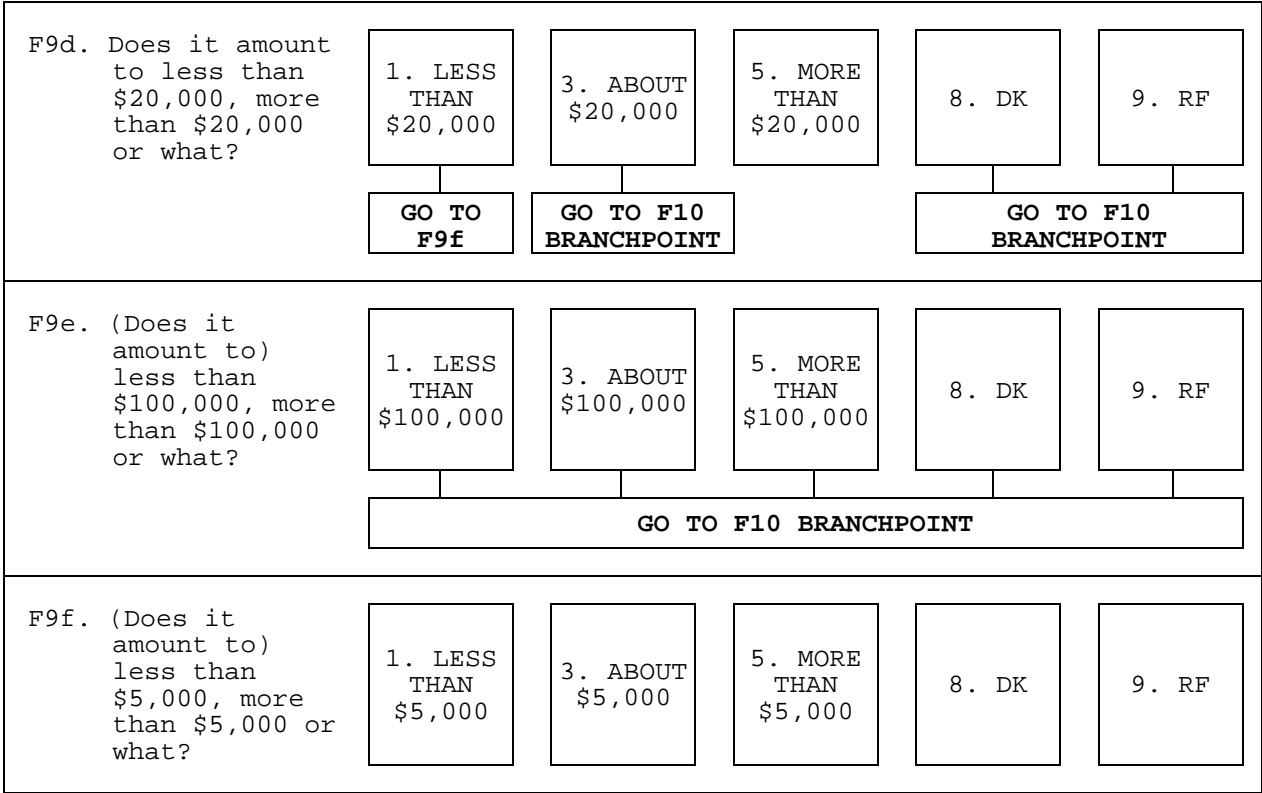 F9d. Does it amount
to less than
$20,000, more
than $20,000
or what?
1. LESS
THAN
$20,000
3. ABOUT
$20,000
5. MORE
THAN
$20,000
8. DK
9. RF
GO TO
F9f
GO TO F10
BRANCHPOINT
GO TO F10
BRANCHPOINT
F9e. (Does it
amount to)
less than
$100,000, more
than $100,000
or what?
1. LESS
THAN
$100,000
3. ABOUT
$100,000
5. MORE
THAN
$100,000
8. DK
9. RF
GO TO F10 BRANCHPOINT
F9f. (Does it
amount to)
less than
$5,000, more
than $5,000 or
what?
1. LESS
THAN
$5,000
3. ABOUT
$5,000
5. MORE
THAN
$5,000
8. DK
9. RF